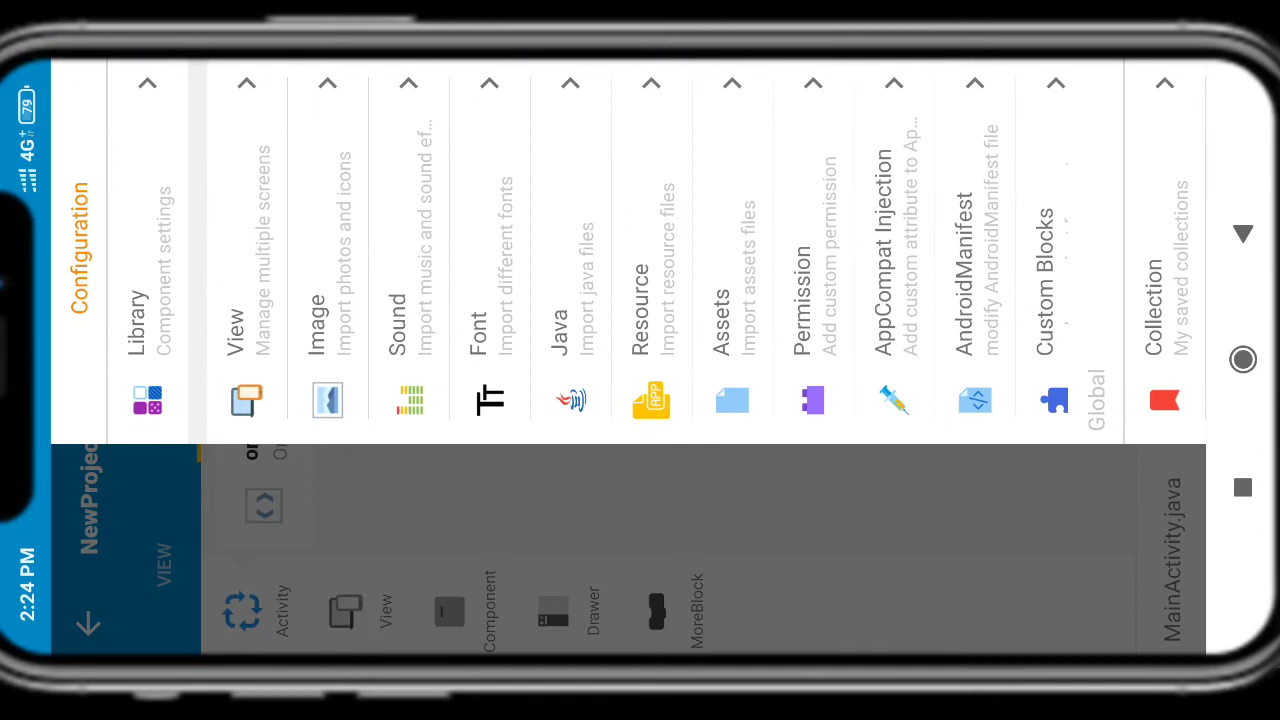 2:24 PM
4G+
79
NewProjec
VIEW
Activity
View
Component
Drawer
MoreBlock
MainActivity.java
Configuration
Library
Component settings
View
Manage multiple screens
Image
Import photos and icons
Sound
Import music and sound ef...
Font
Import different fonts
Java
Import java files
Resource
Import resource files
Assets
Import assets files
Permission
Add custom permission
AppCompat Injection
Add custom attribute to Ap...
AndroidManifest
modify AndroidManifest file
Custom Blocks
Global
Collection
My saved collections
APP